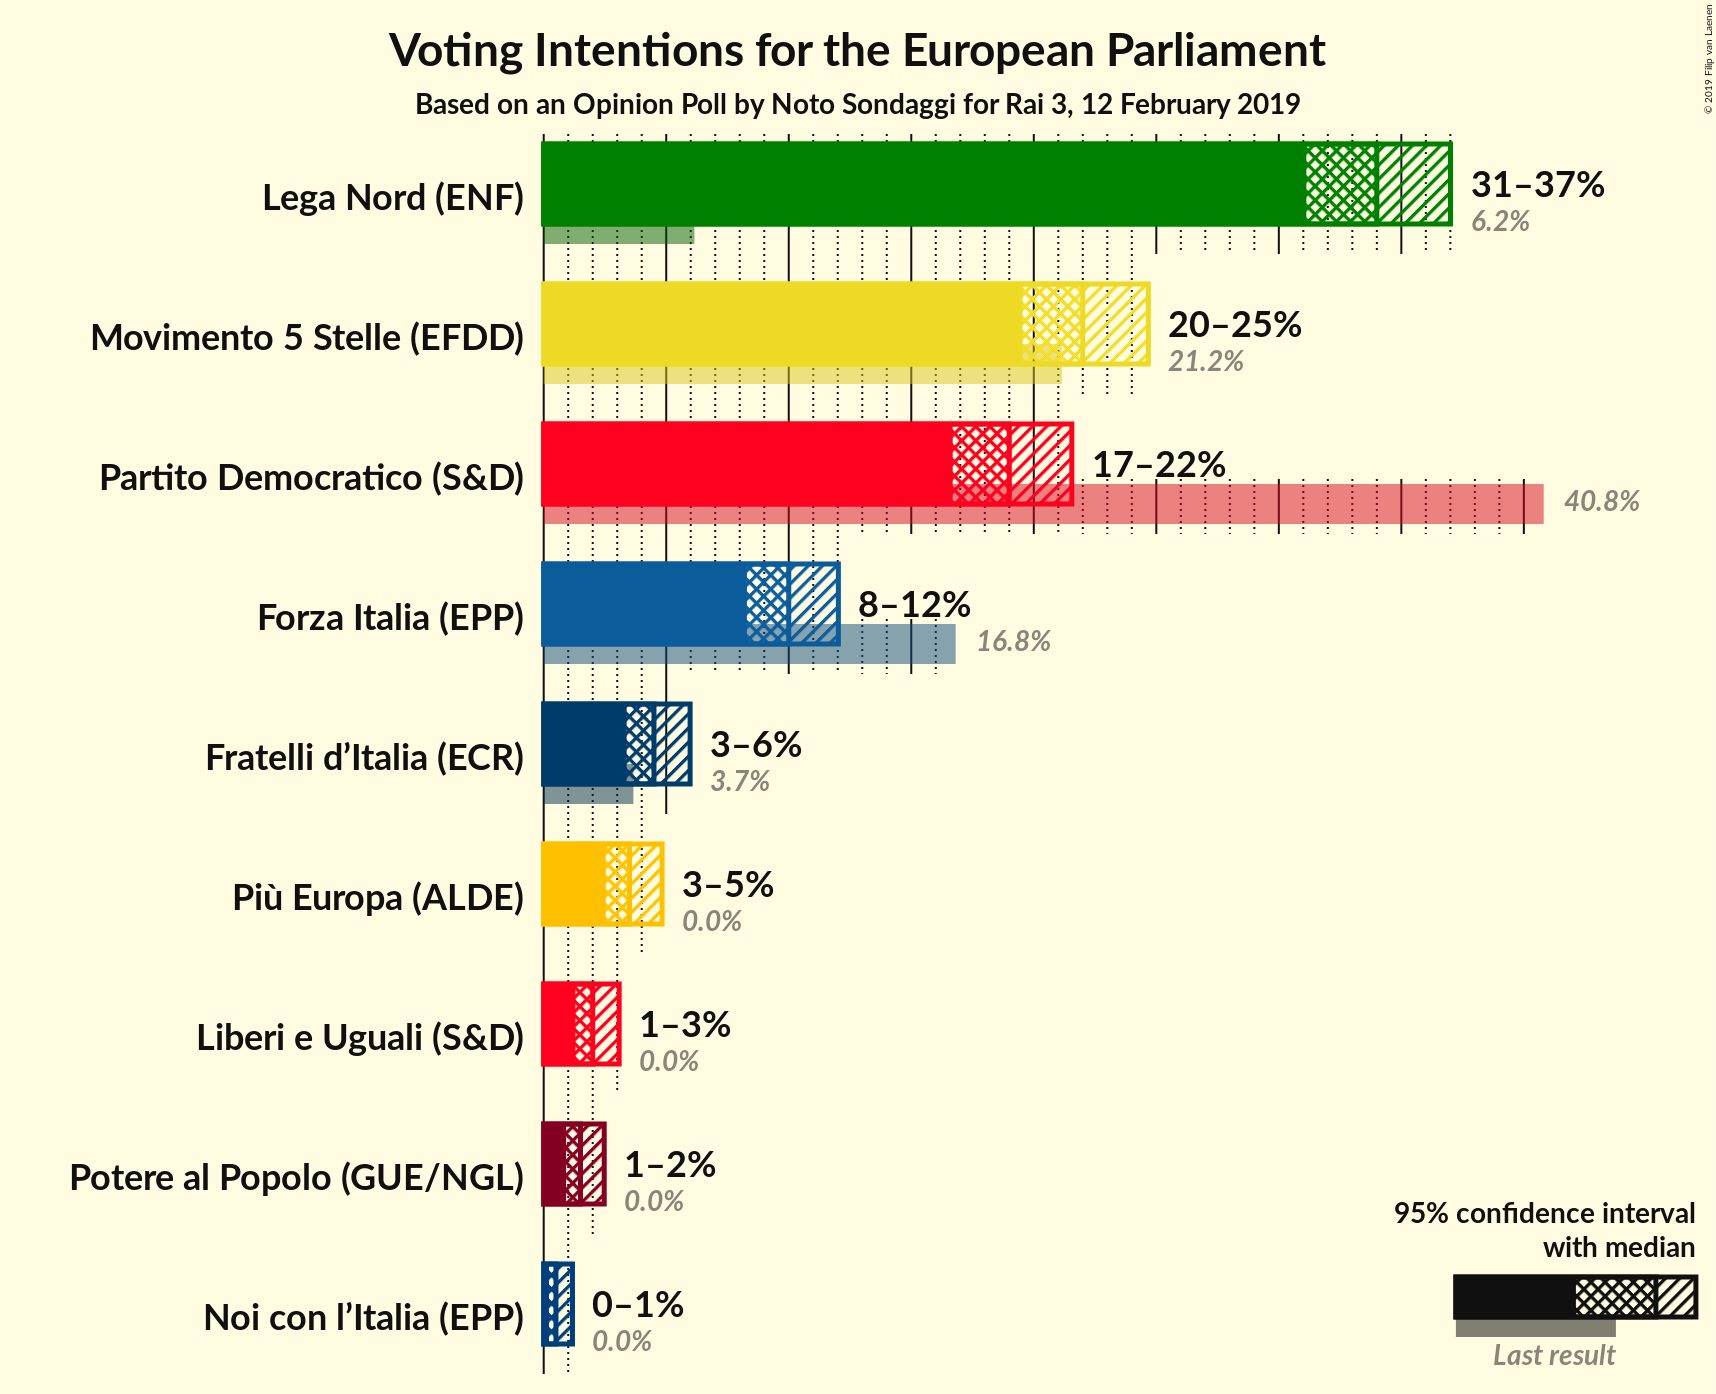 Voting Intentions for the European Parliament
Based on an Opinion Poll by Noto Sondaggi for Rai 3, 12 February 2019
© 2019 Filip van Laenen
Lega Nord (ENF)
31–37%
6.2%
Movimento 5 Stelle (EFDD)
20–25%
21.2%
Partito Democratico (S&D)
17–22%
40.8%
Forza Italia (EPP)
8–12%
16.8%
Fratelli d’Italia (ECR)
3–6%
3.7%
Più Europa (ALDE)
3–5%
0.0%
Liberi e Uguali (S&D)
1–3%
0.0%
Potere al Popolo (GUE/NGL)
1–2%
0.0%
Noi con l’Italia (EPP)
0–1%
0.0%
95% confidence interval
with median
Last result